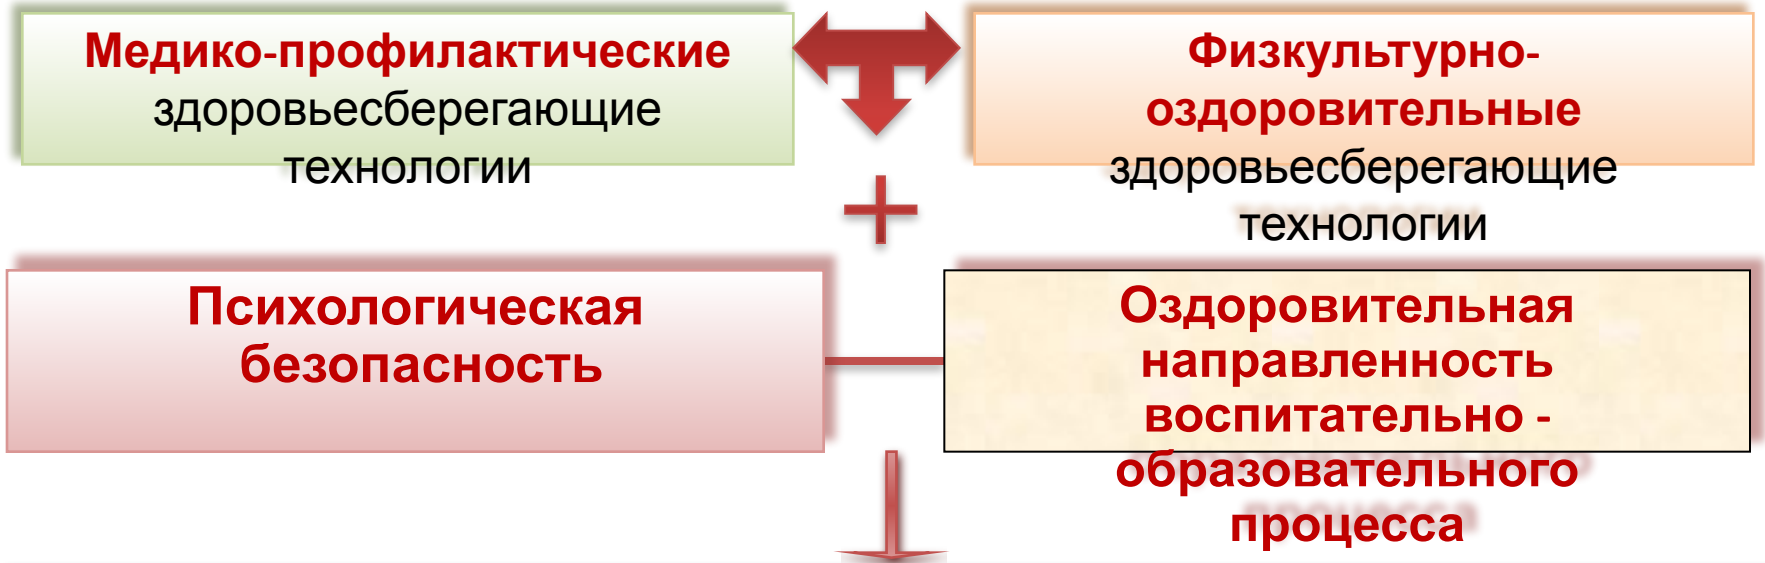 Медико-профилактические
здоровьесберегающие
технологии
Физкультурно-
оздоровительные
здоровьесберегающие
технологии
Психологическая
безопасность
Оздоровительная
направленность
воспитательно -
образовательного
процесса